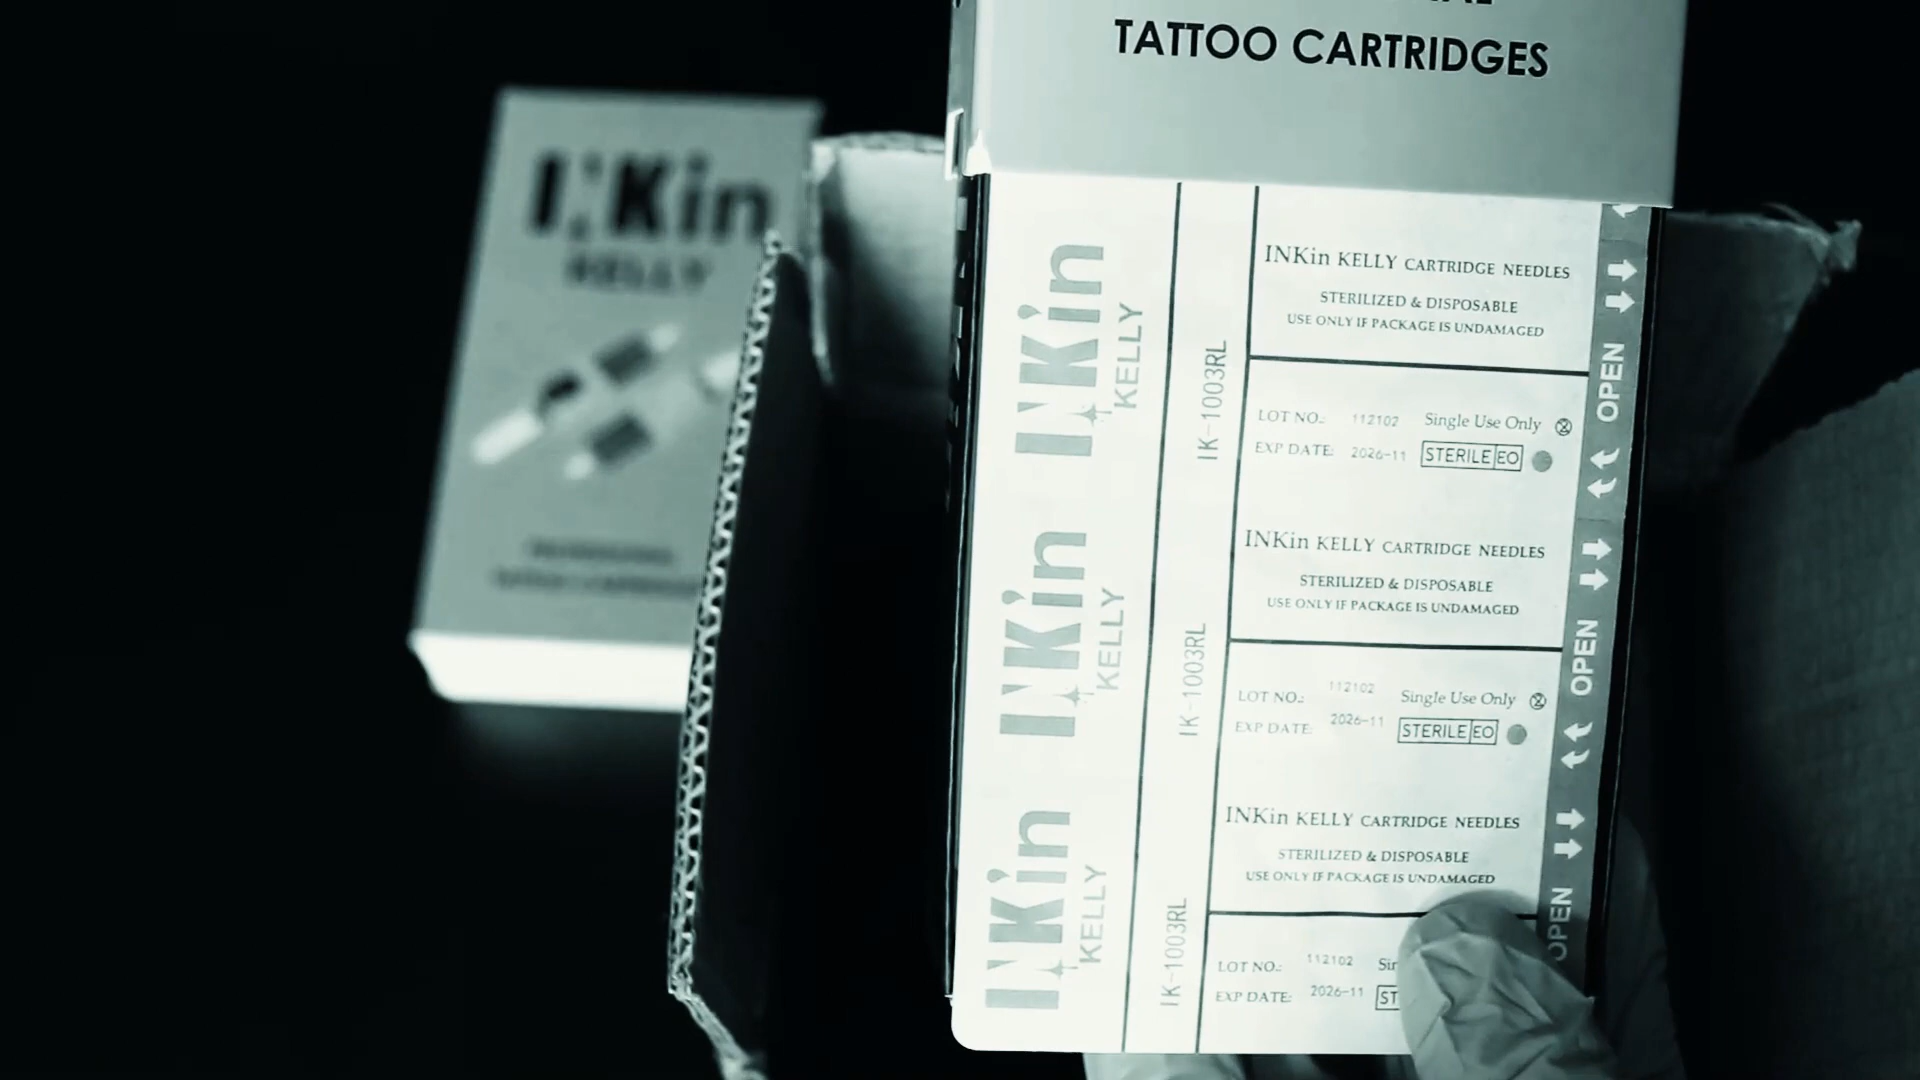 TATTOO CARTRIDGES
INKin
KELLY
INKin
KELLY
IK-1003RL
INKin KELLY CARTRIDGE NEEDLES
STERILIZED & DISPOSABLE
USE ONLY IF PACKAGE IS UNDAMAGED
LOT NO.: 112102 Single Use Only
EXP DATE: 2026-11 STERILE EO
OPEN
INKin
KELLY
IK-1003RL
INKin KELLY CARTRIDGE NEEDLES
STERILIZED & DISPOSABLE
USE ONLY IF PACKAGE IS UNDAMAGED
LOT NO.: 112102 Single Use Only
EXP DATE: 2026-11 STERILE EO
OPEN
INKin
KELLY
IK-1003RL
INKin KELLY CARTRIDGE NEEDLES
STERILIZED & DISPOSABLE
USE ONLY IF PACKAGE IS UNDAMAGED
LOT NO.: 112102
EXP DATE: 2026-11
OPEN